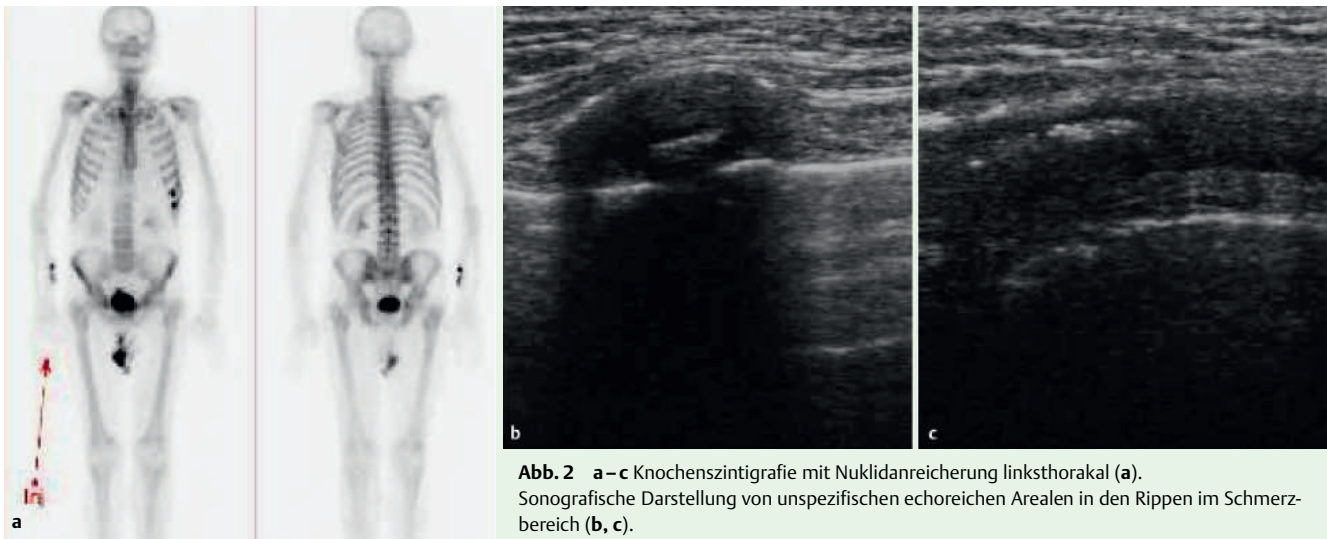 Inj
a
b
c
Abb. 2 a–c Knochenszintigrafie mit Nuklidanreicherung linksthorakal (a).
Sonografische Darstellung von unspezifischen echoreichen Arealen in den Rippen im Schmerz-
bereich (b, c).